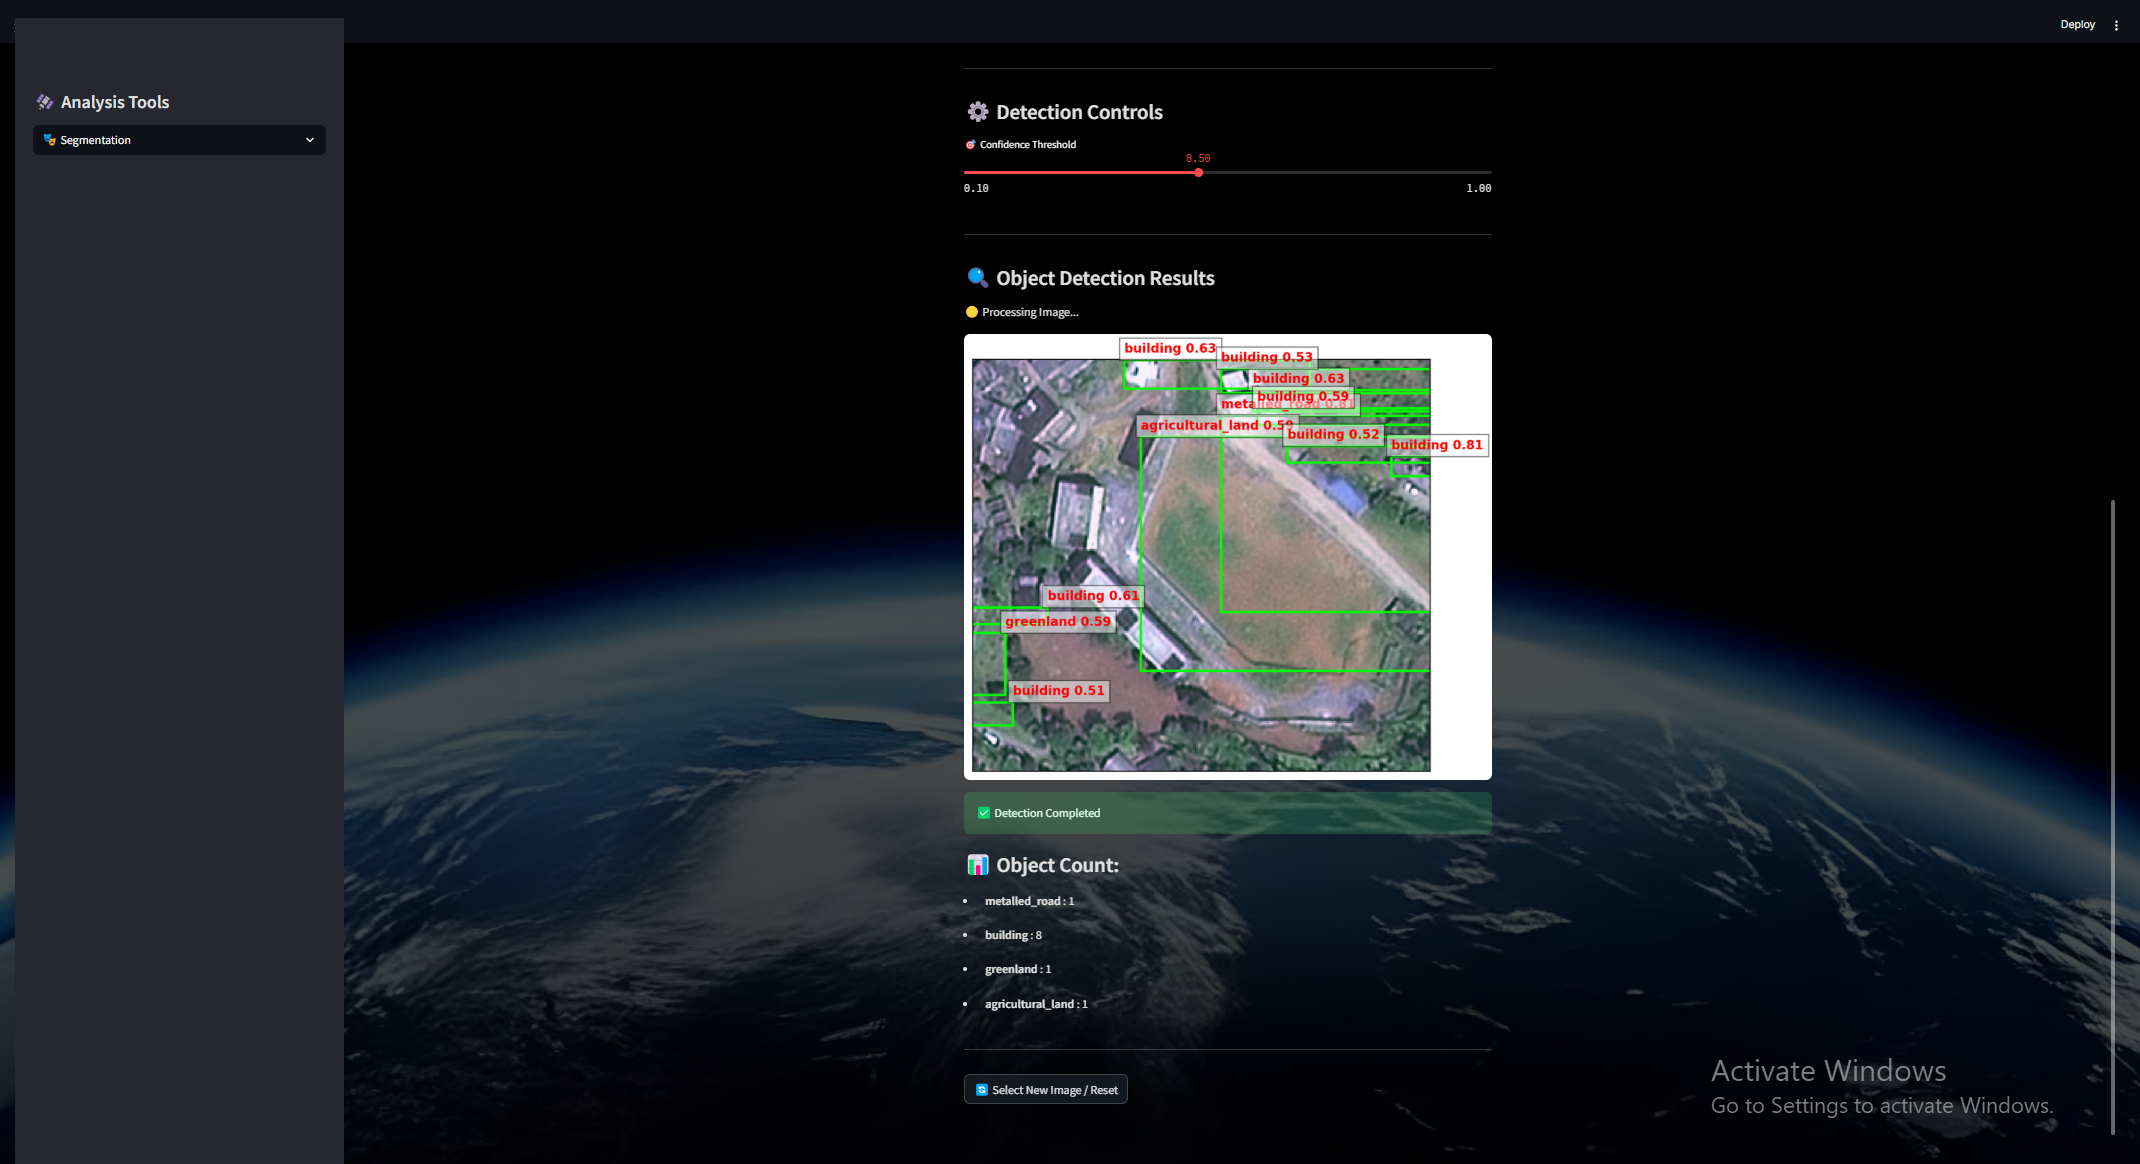 Deploy
Analysis Tools
Segmentation
Detection Controls
Confidence Threshold
0.50
0.10
1.00
Object Detection Results
Processing Image...
building 0.63
building 0.53
building 0.63
building 0.59
metalled_road 0.81
agricultural_land 0.59
building 0.52
building 0.81
building 0.61
greenland 0.59
building 0.51
Detection Completed
Object Count:
metalled_road : 1
building : 8
greenland : 1
agricultural_land : 1
Select New Image / Reset
Activate Windows
Go to Settings to activate Windows.